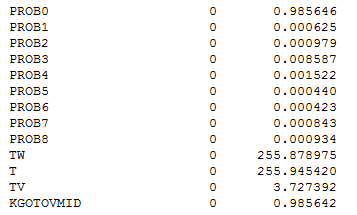 PROB0 0 0.985646
PROB1 0 0.000625
PROB2 0 0.000979
PROB3 0 0.008587
PROB4 0 0.001522
PROB5 0 0.000440
PROB6 0 0.000423
PROB7 0 0.000843
PROB8 0 0.000934
TW 0 255.878975
T 0 255.945420
TV 0 3.727392
KGOTOVMID 0 0.985642